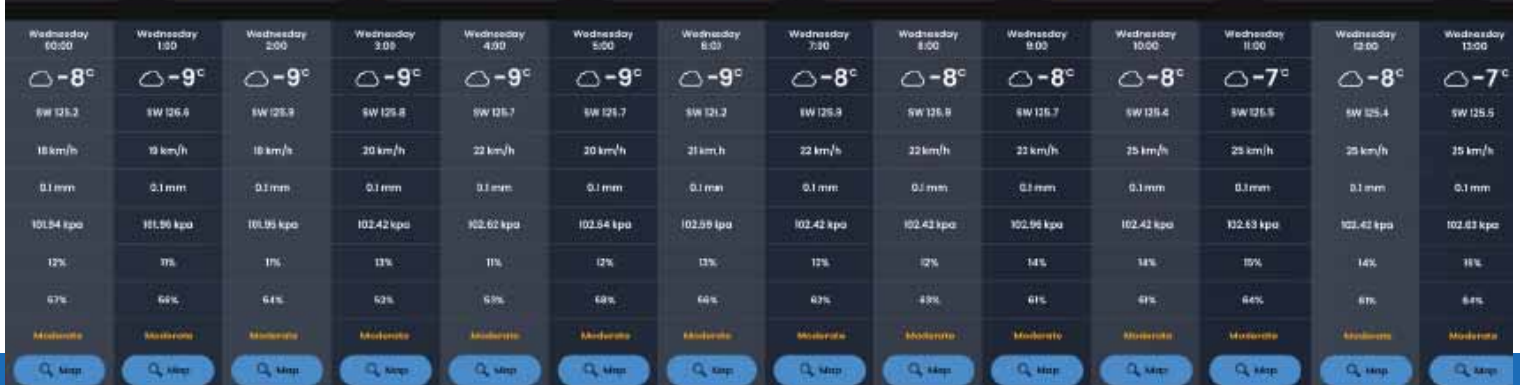 Wednesday Wednesday Wednesday Wednesday Wednesday Wednesday Wednesday Wednesday Wednesday Wednesday Wednesday Wednesday Wednesday Wednesday
00:00 1:00 2:00 3:00 4:00 5:00 6:00 7:00 8:00 9:00 10:00 11:00 12:00 13:00
-8°C -9°C -9°C -9°C -9°C -9°C -9°C -8°C -8°C -8°C -8°C -7°C -8°C -7°C
SW 125.2 SW 126.6 SW 125.9 SW 125.8 SW 125.7 SW 125.7 SW 121.2 SW 125.9 SW 125.9 SW 125.7 SW 125.4 SW 125.5 SW 125.4 SW 125.5
18 km/h 19 km/h 18 km/h 20 km/h 22 km/h 20 km/h 21 km/h 22 km/h 22 km/h 23 km/h 25 km/h 25 km/h 25 km/h 25 km/h
0.1 mm 0.1 mm 0.1 mm 0.1 mm 0.1 mm 0.1 mm 0.1 mm 0.1 mm 0.1 mm 0.1 mm 0.1 mm 0.1 mm 0.1 mm 0.1 mm
101.94 kpa 101.96 kpa 101.95 kpa 102.42 kpa 102.62 kpa 102.54 kpa 102.59 kpa 102.42 kpa 102.42 kpa 102.96 kpa 102.42 kpa 102.63 kpa 102.42 kpa 102.63 kpa
12% 11% 11% 13% 11% 12% 13% 12% 14% 14% 15% 14% 15%
67% 66% 64% 68% 66% 61% 61% 64% 61% 64%
Moderate Moderate Moderate Moderate Moderate Moderate Moderate Moderate Moderate Moderate Moderate Moderate Moderate Moderate
Map Map Map Map Map Map Map Map Map Map Map Map Map Map